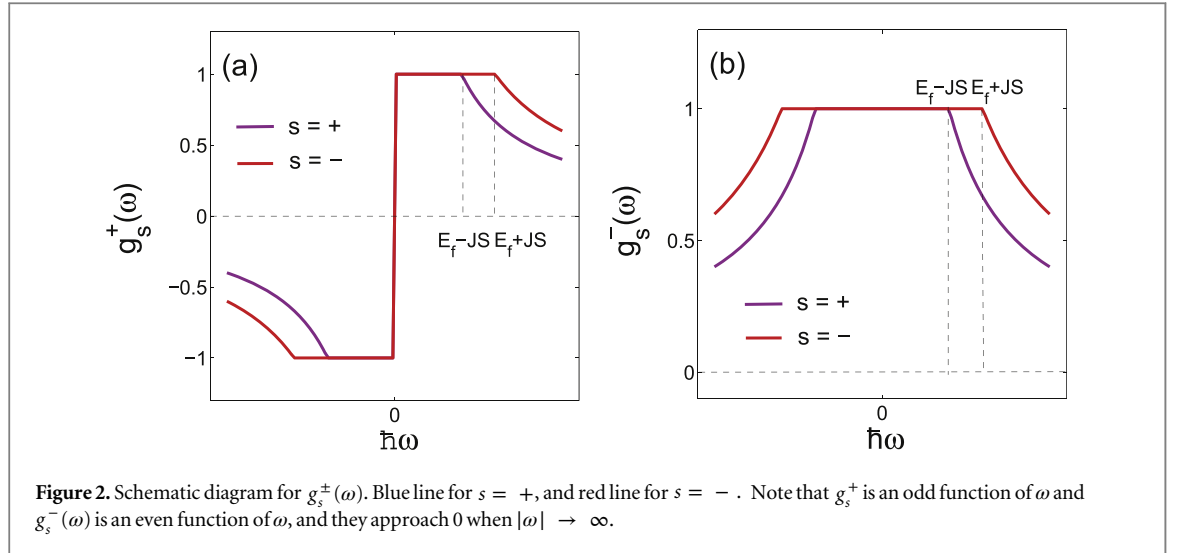 (a)
1
0.5
0
−0.5
−1
g_s^+(ω)
s = +
s = −
E_f−JS E_f+JS
0
ħω
(b)
E_f−JS E_f+JS
1
0.5
0
g_s^−(ω)
s = +
s = −
0
ħω
Figure 2. Schematic diagram for g_s^±(ω). Blue line for s = +, and red line for s = − . Note that g_s^+ is an odd function of ω and
g_s^−(ω) is an even function of ω, and they approach 0 when |ω| → ∞.